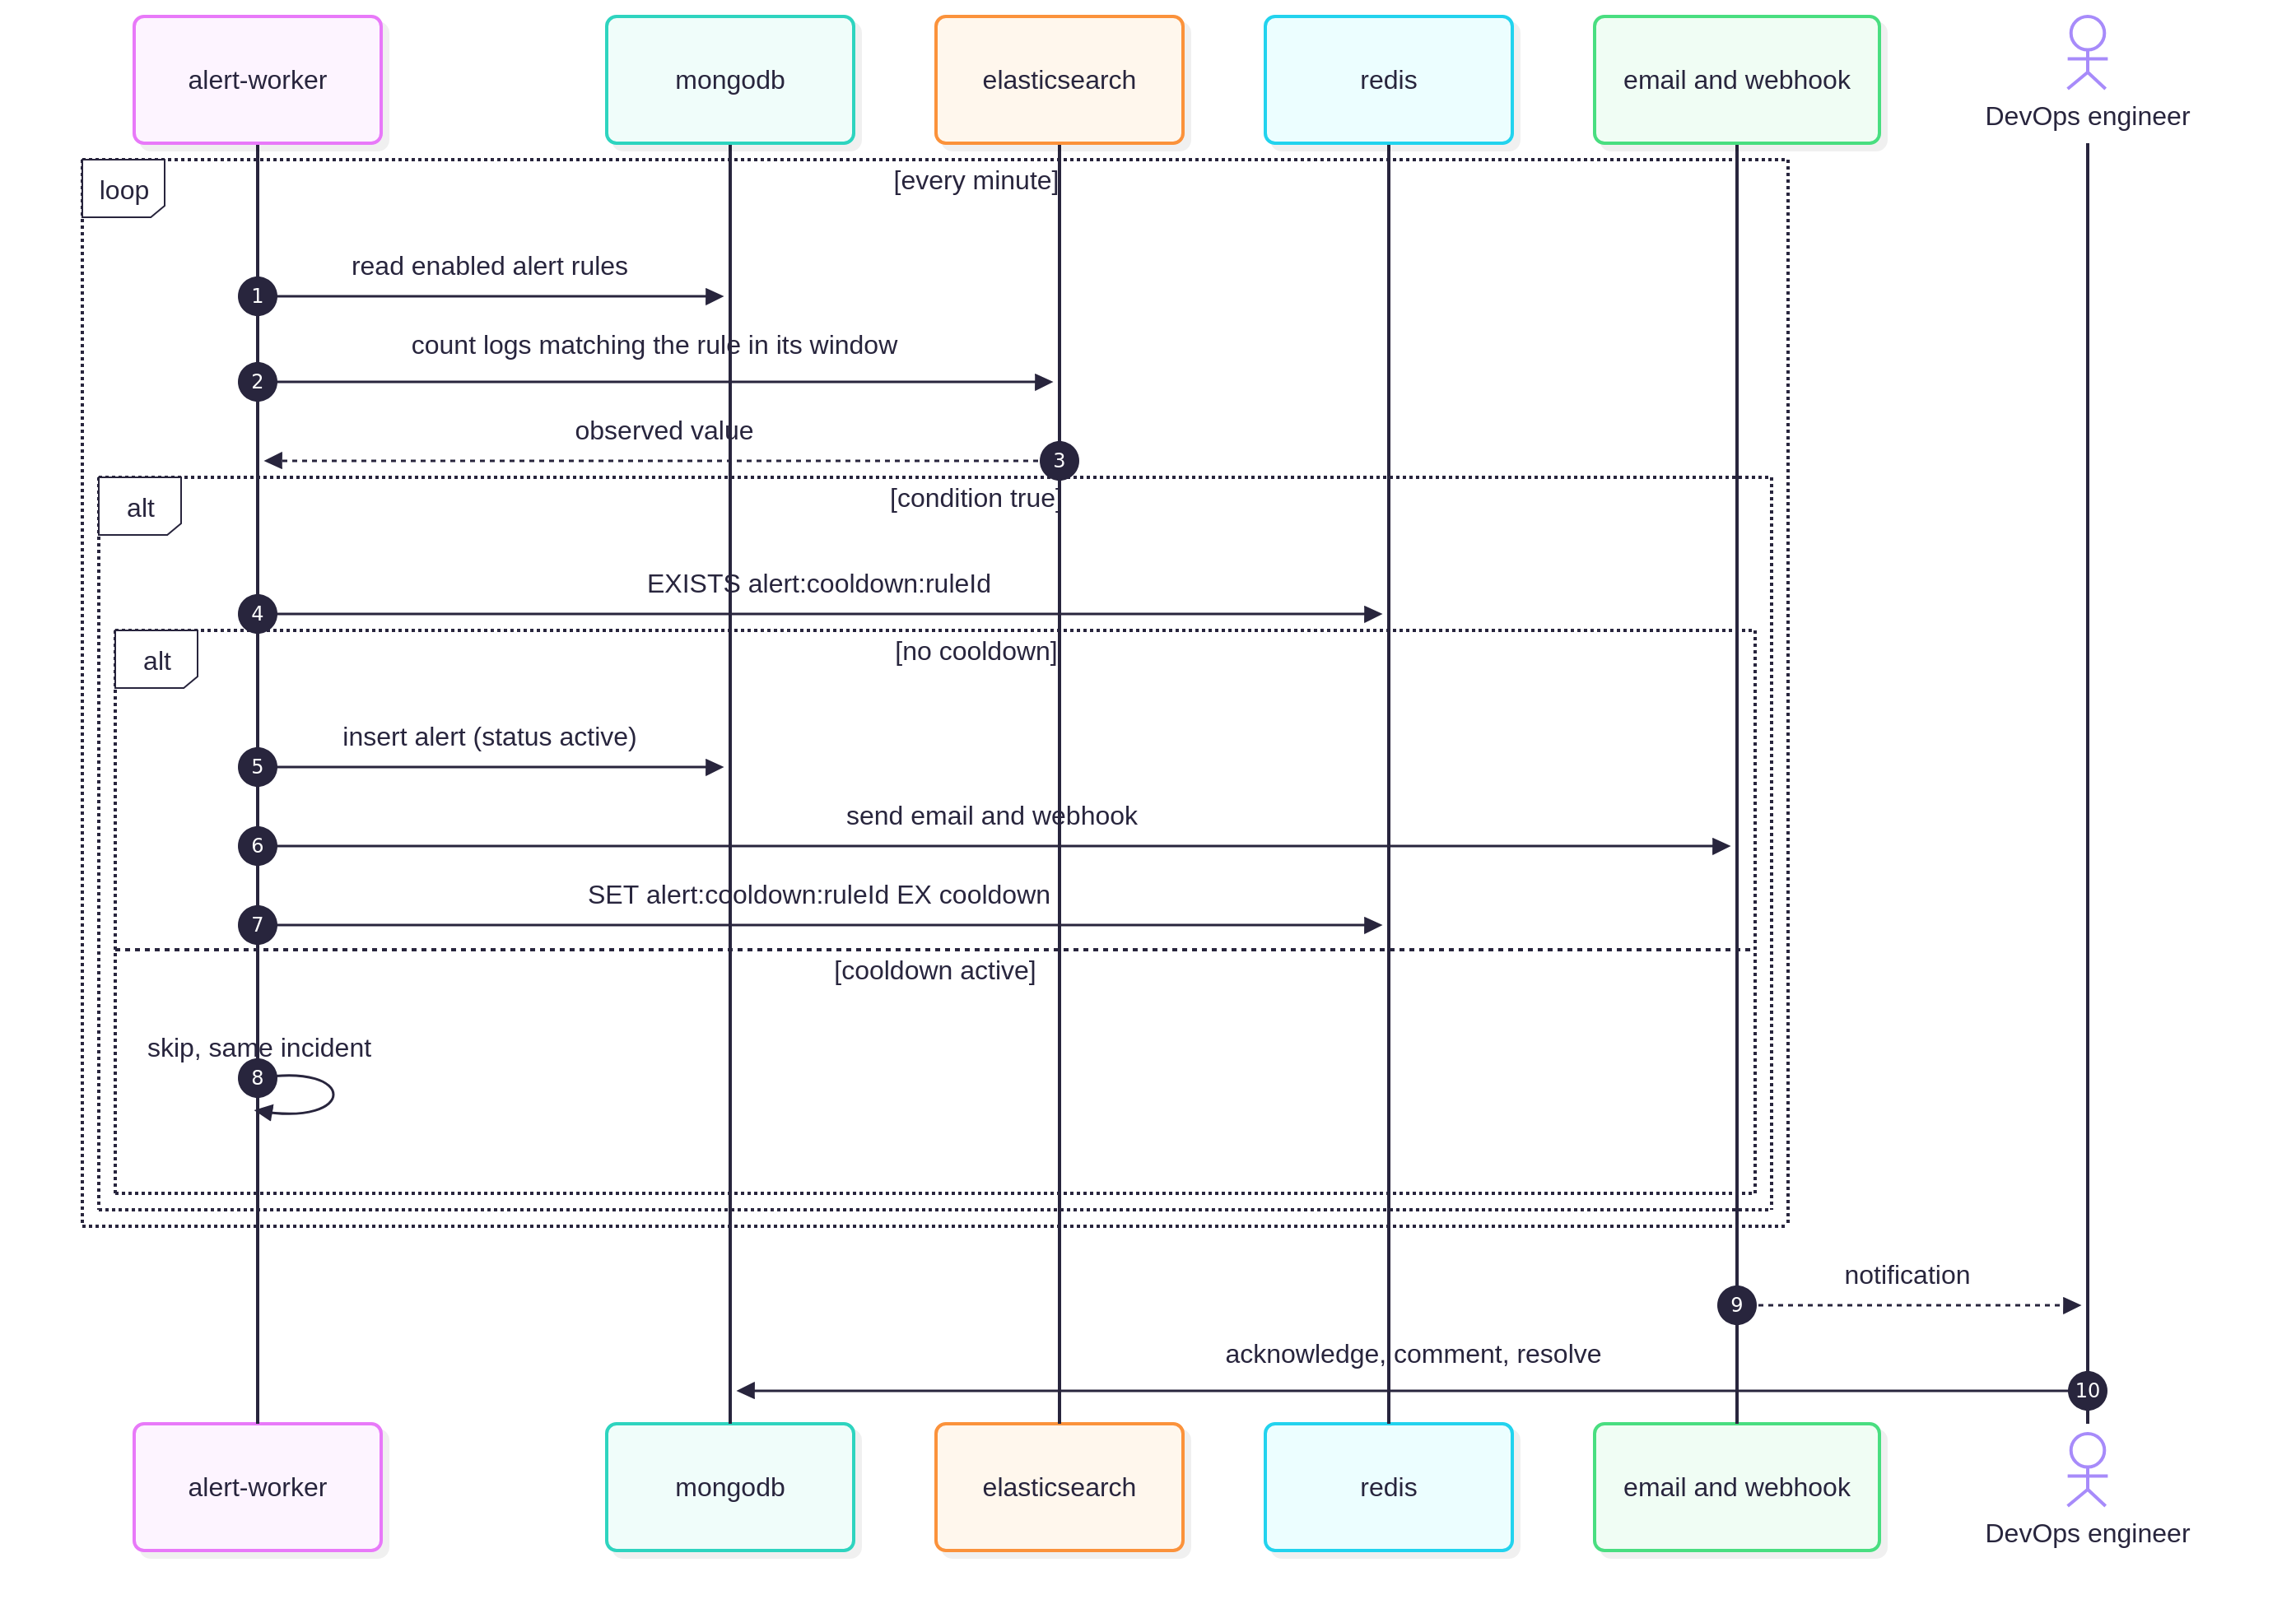 alert-worker
mongodb
elasticsearch
redis
email and webhook
DevOps engineer
loop
[every minute]
read enabled alert rules
1
count logs matching the rule in its window
2
observed value
3
alt
[condition true]
EXISTS alert:cooldown:ruleId
4
alt
[no cooldown]
insert alert (status active)
5
send email and webhook
6
SET alert:cooldown:ruleId EX cooldown
7
[cooldown active]
skip, same incident
8
notification
9
acknowledge, comment, resolve
10
alert-worker
mongodb
elasticsearch
redis
email and webhook
DevOps engineer